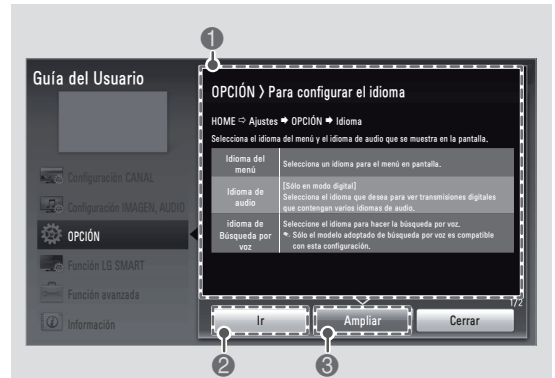 1
Guía del Usuario
Configuración CANAL
Configuración IMAGEN, AUDIO
OPCIÓN
Función LG SMART
Función avanzada
Información
OPCIÓN > Para configurar el idioma
HOME ⇨ Ajustes ➡ OPCIÓN ➡ Idioma
Selecciona el idioma del menú y el idioma de audio que se muestra en la pantalla.
Idioma del
menú
Selecciona un idioma para el menú en pantalla.
Idioma de
audio
[Sólo en modo digital]
Selecciona el idioma que desea para ver transmisiones digitales
que contengan varios idiomas de audio.
idioma de
Búsqueda por
voz
Seleccione el idioma para hacer la búsqueda por voz.
Sólo el modelo adoptado de búsqueda por voz es compatible
con esta configuración.
1/2
Ir
Ampliar
Cerrar
2
3